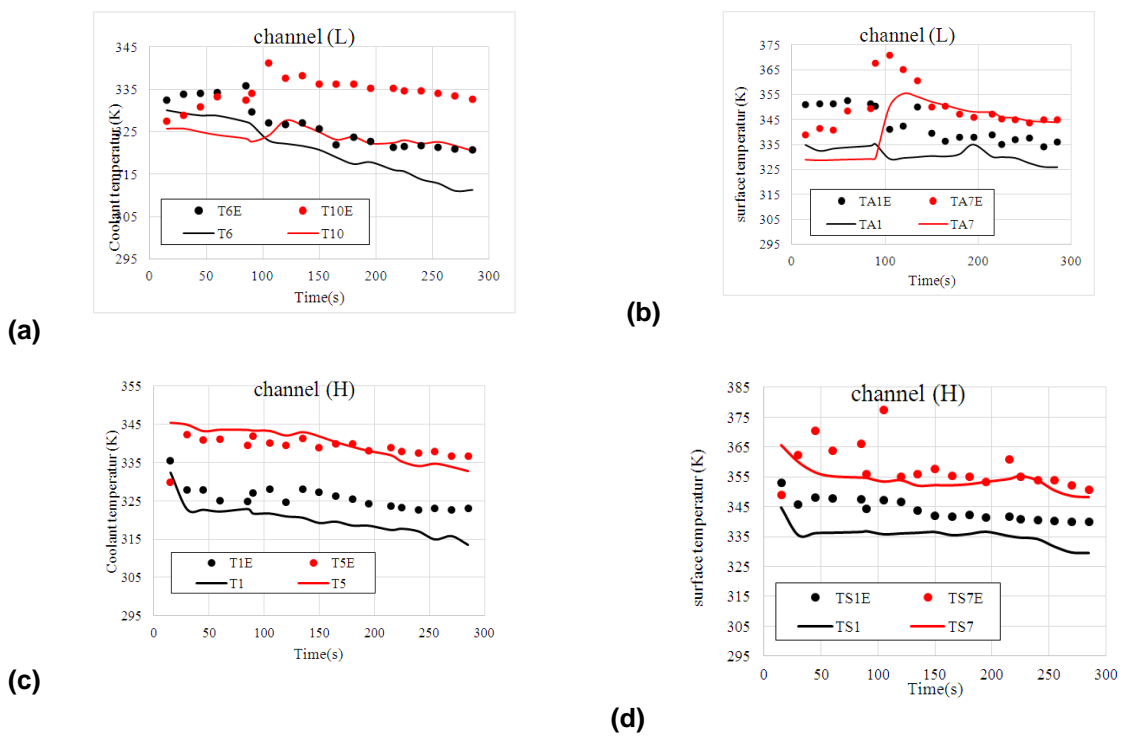 channel (L)
Coolant temperatur (K)
345
335
325
315
305
295
T6E T10E
T6 T10
0 50 100 150 200 250 300
Time(s)
(a)
channel (L)
surface temperatur (K)
375
365
355
345
335
325
315
305
295
TA1E TA7E
TA1 TA7
0 100 200 300
Time(s)
(b)
channel (H)
Coolant temperatur (K)
355
345
335
325
315
305
295
T1E T5E
T1 T5
0 50 100 150 200 250 300
Time(s)
(c)
channel (H)
surface temperatur (K)
385
375
365
355
345
335
325
315
305
295
TS1E TS7E
TS1 TS7
0 50 100 150 200 250 300
Time(s)
(d)